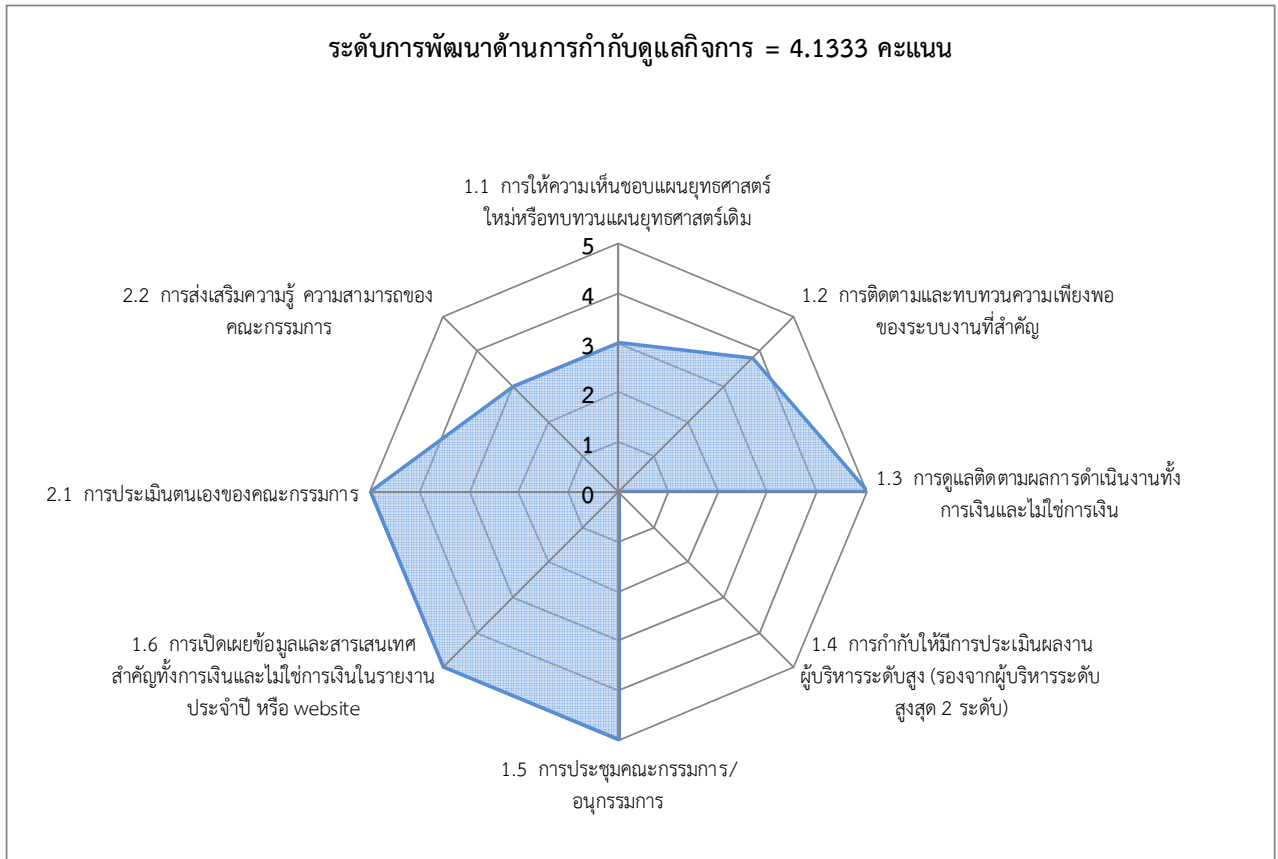 ระดับการพัฒนาด้านการกำกับดูแลกิจการ = 4.1333 คะแนน
1.1 การให้ความเห็นชอบแผนยุทธศาสตร์
ใหม่หรือทบทวนแผนยุทธศาสตร์เดิม
5
4
3
2
1
0
1.2 การติดตามและทบทวนความเพียงพอ
ของระบบงานที่สำคัญ
1.3 การดูแลติดตามผลการดำเนินงานทั้ง
การเงินและไม่ใช่การเงิน
1.4 การกำกับให้มีการประเมินผลงาน
ผู้บริหารระดับสูง (รองจากผู้บริหารระดับ
สูงสุด 2 ระดับ)
1.5 การประชุมคณะกรรมการ/
อนุกรรมการ
1.6 การเปิดเผยข้อมูลและสารเสนเทศ
สำคัญทั้งการเงินและไม่ใช่การเงินในรายงาน
ประจำปี หรือ website
2.1 การประเมินตนเองของคณะกรรมการ
2.2 การส่งเสริมความรู้ ความสามารถของ
คณะกรรมการ